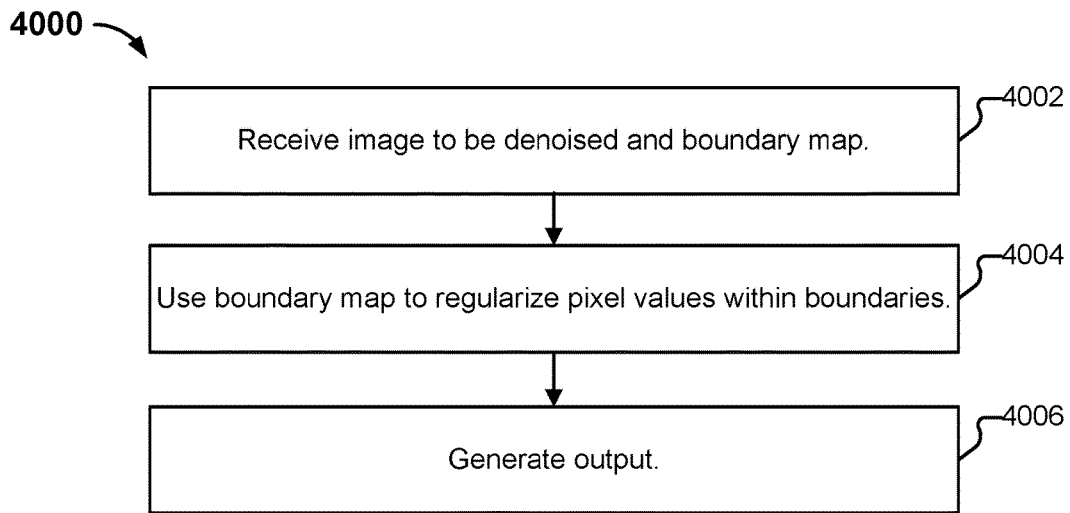 4000
4002
Receive image to be denoised and boundary map.
4004
Use boundary map to regularize pixel values within boundaries.
4006
Generate output.